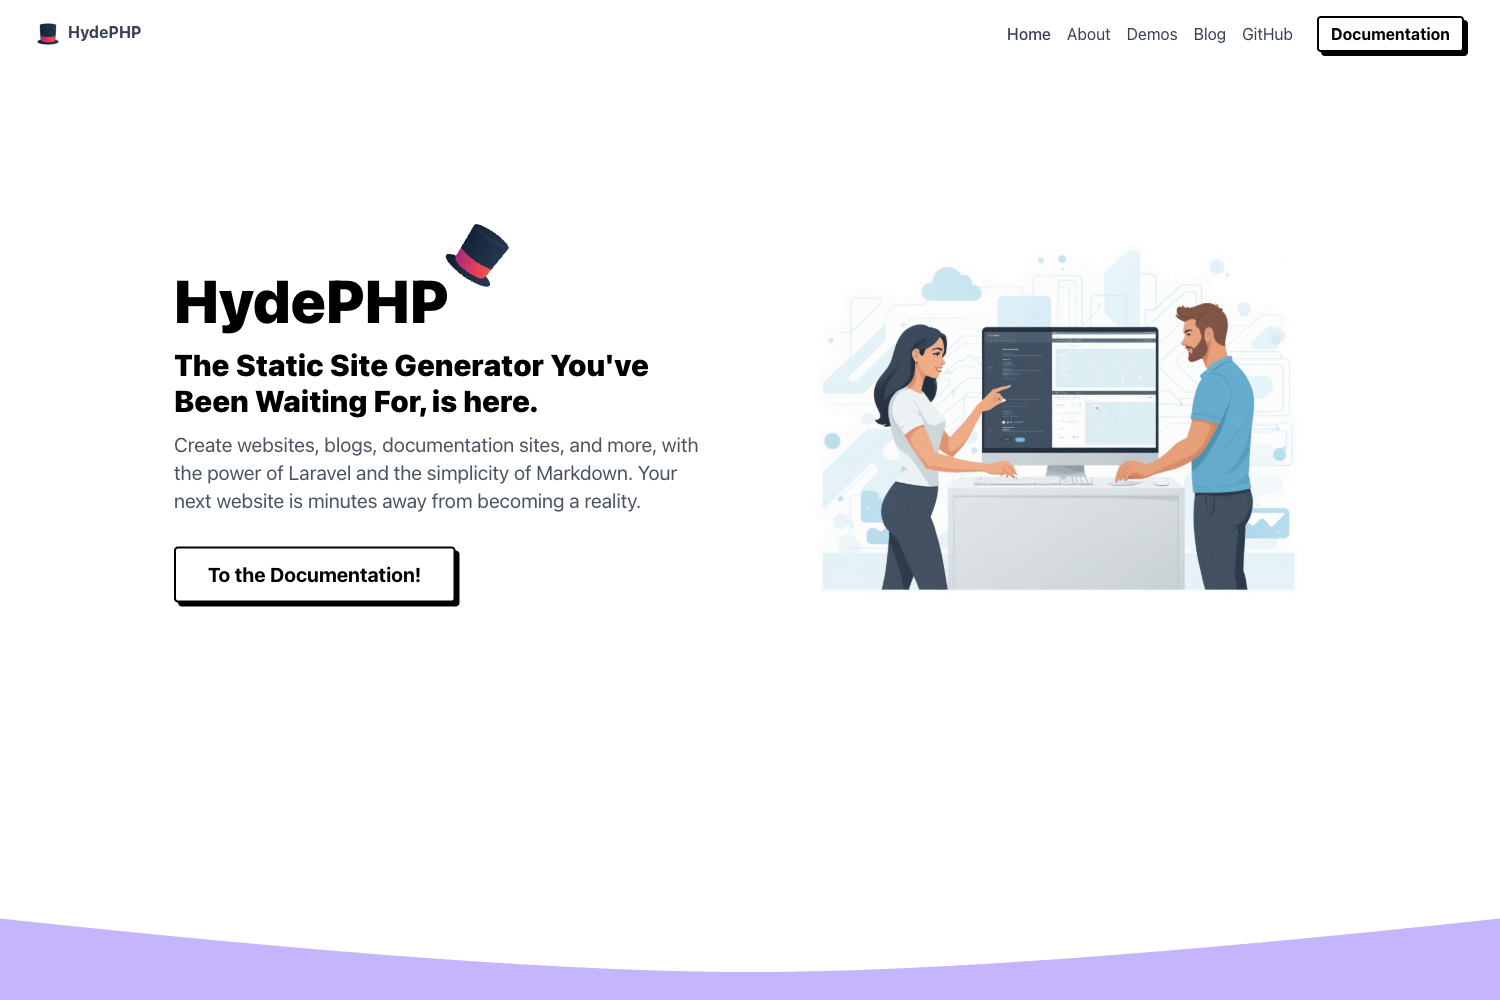 HydePHP
Home About Demos Blog GitHub Documentation
HydePHP
The Static Site Generator You've
Been Waiting For, is here.
Create websites, blogs, documentation sites, and more, with
the power of Laravel and the simplicity of Markdown. Your
next website is minutes away from becoming a reality.
To the Documentation!